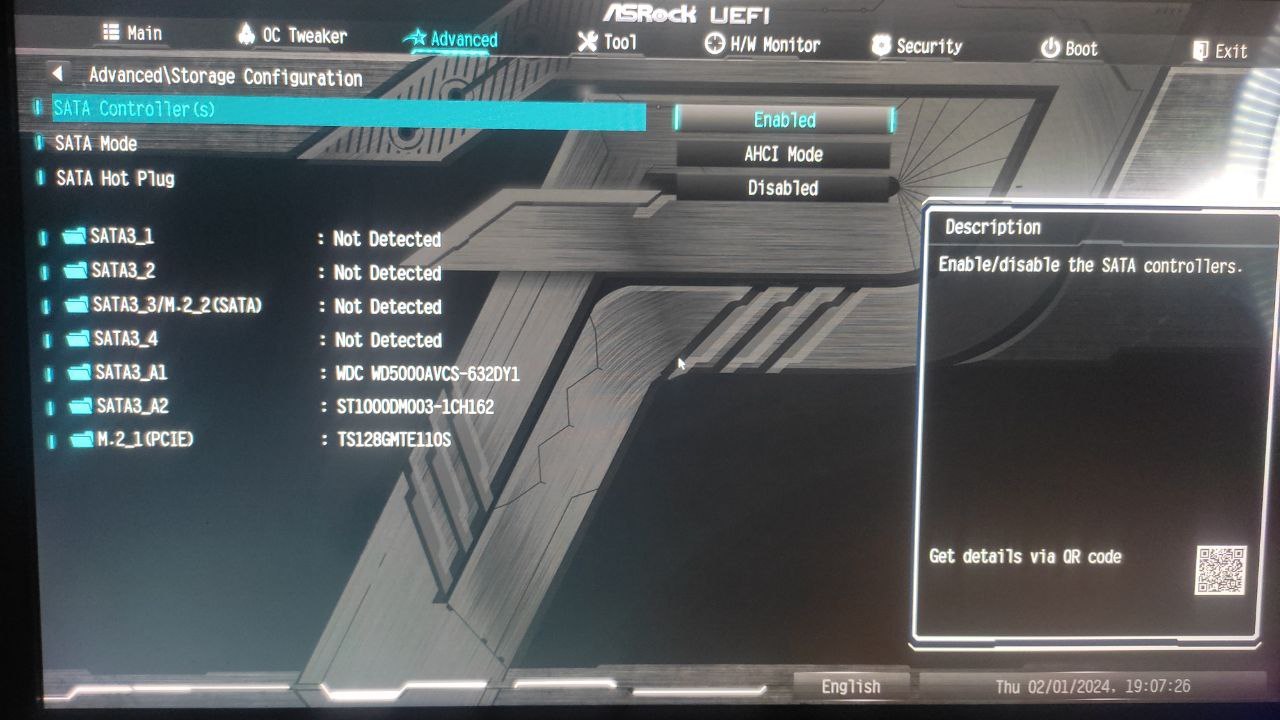 ASRock UEFI
Main OC Tweaker Advanced Tool H/W Monitor Security Boot Exit
Advanced\Storage Configuration
SATA Controller(s) Enabled
SATA Mode AHCI Mode
SATA Hot Plug Disabled
SATA3_1 : Not Detected
SATA3_2 : Not Detected
SATA3_3/M.2_2(SATA) : Not Detected
SATA3_4 : Not Detected
SATA3_A1 : WDC WD5000AVCS-632DY1
SATA3_A2 : ST1000DM003-1CH162
M.2_1(PCIE) : TS128GMTE110S
Description
Enable/disable the SATA controllers.
Get details via QR code
English Thu 02/01/2024, 19:07:26